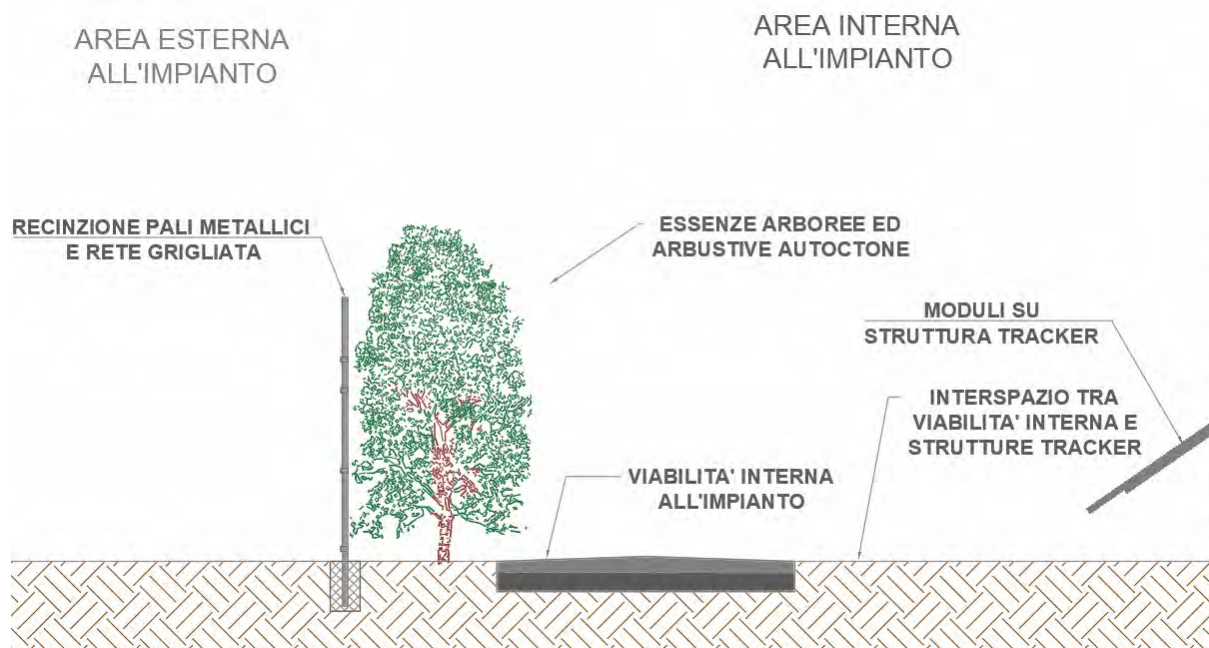 AREA ESTERNA
ALL'IMPIANTO
AREA INTERNA
ALL'IMPIANTO
RECINZIONE PALI METALLICI
E RETE GRIGLIATA
ESSENZE ARBOREE ED
ARBUSTIVE AUTOCTONE
MODULI SU
STRUTTURA TRACKER
INTERSPAZIO TRA
VIABILITA' INTERNA E
STRUTTURE TRACKER
VIABILITA' INTERNA
ALL'IMPIANTO